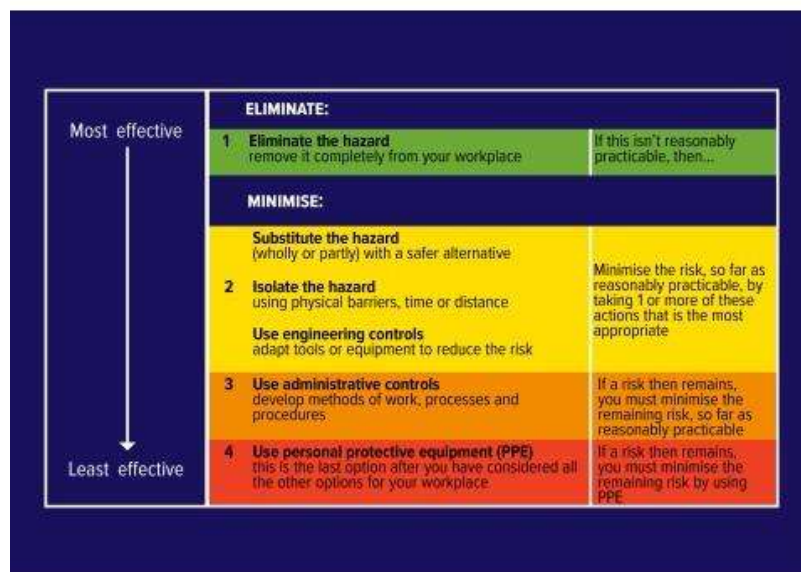 Most effective
Least effective
ELIMINATE:
1 Eliminate the hazard
remove it completely from your workplace
If this isn't reasonably
practicable, then...
MINIMISE:
Substitute the hazard
(wholly or partly) with a safer alternative
2 Isolate the hazard
using physical barriers, time or distance
Use engineering controls
adapt tools or equipment to reduce the risk
Minimise the risk, so far as
reasonably practicable, by
taking 1 or more of these
actions that is the most
appropriate
3 Use administrative controls
develop methods of work, processes and
procedures
If a risk then remains,
you must minimise the
remaining risk, so far as
reasonably practicable
4 Use personal protective equipment (PPE)
this is the last option after you have considered all
the other options for your workplace
If a risk then remains,
you must minimise the
remaining risk by using
PPE